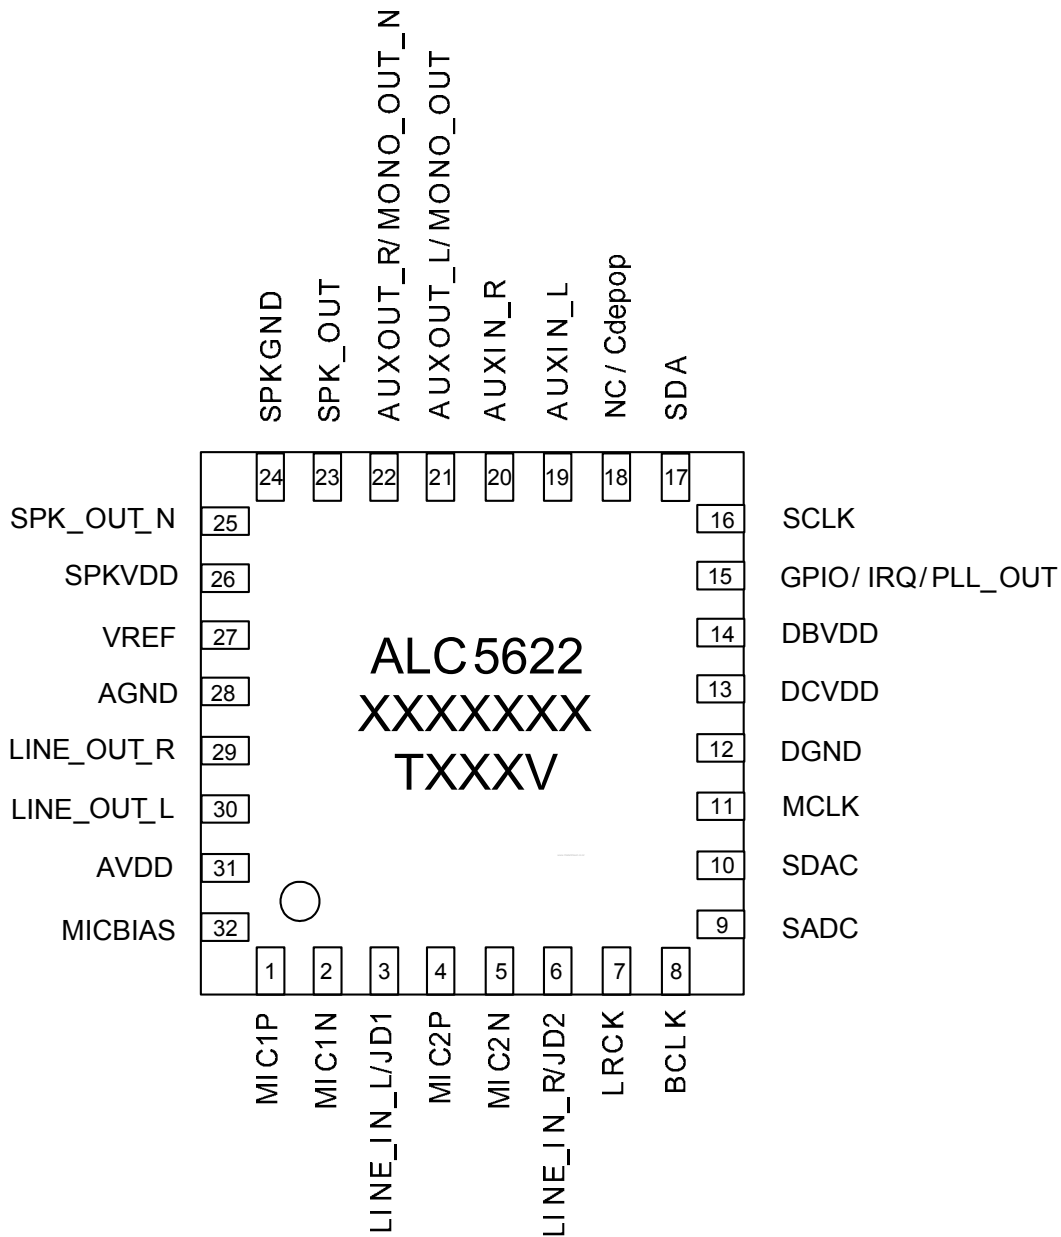 SPKGND
SPK_OUT
AUXOUT_R/MONO_OUT_N
AUXOUT_L/MONO_OUT
AUXIN_R
AUXIN_L
NC / Cdepop
SDA
24
23
22
21
20
19
18
17
SPK_OUT_N
25
SPKVDD
26
VREF
27
AGND
28
LINE_OUT_R
29
LINE_OUT_L
30
AVDD
31
MICBIAS
32
ALC5622
XXXXXXX
TXXXV
16
SCLK
15
GPIO/ IRQ/PLL_OUT
14
DBVDD
13
DCVDD
12
DGND
11
MCLK
10
SDAC
9
SADC
1
2
3
4
5
6
7
8
MIC1P
MIC1N
LINE_IN_L/JD1
MIC2P
MIC2N
LINE_IN_R/JD2
LRCK
BCLK